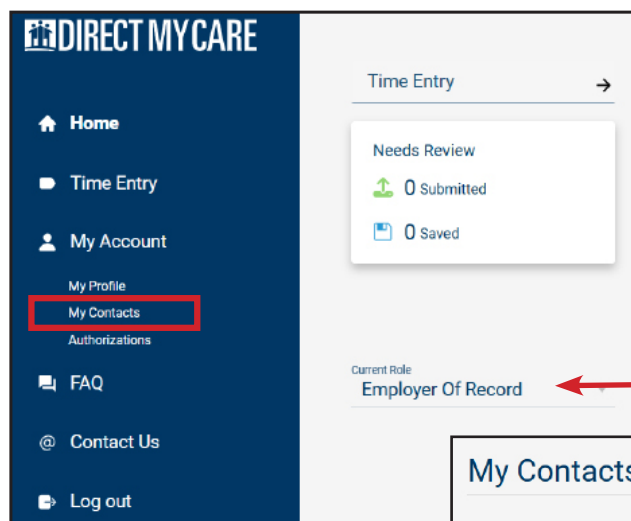 DIRECT MY CARE
Home
Time Entry
My Account
My Profile
My Contacts
Authorizations
FAQ
@ Contact Us
Log out
Time Entry
Needs Review
0 Submitted
0 Saved
Current Role
Employer Of Record
My Contacts